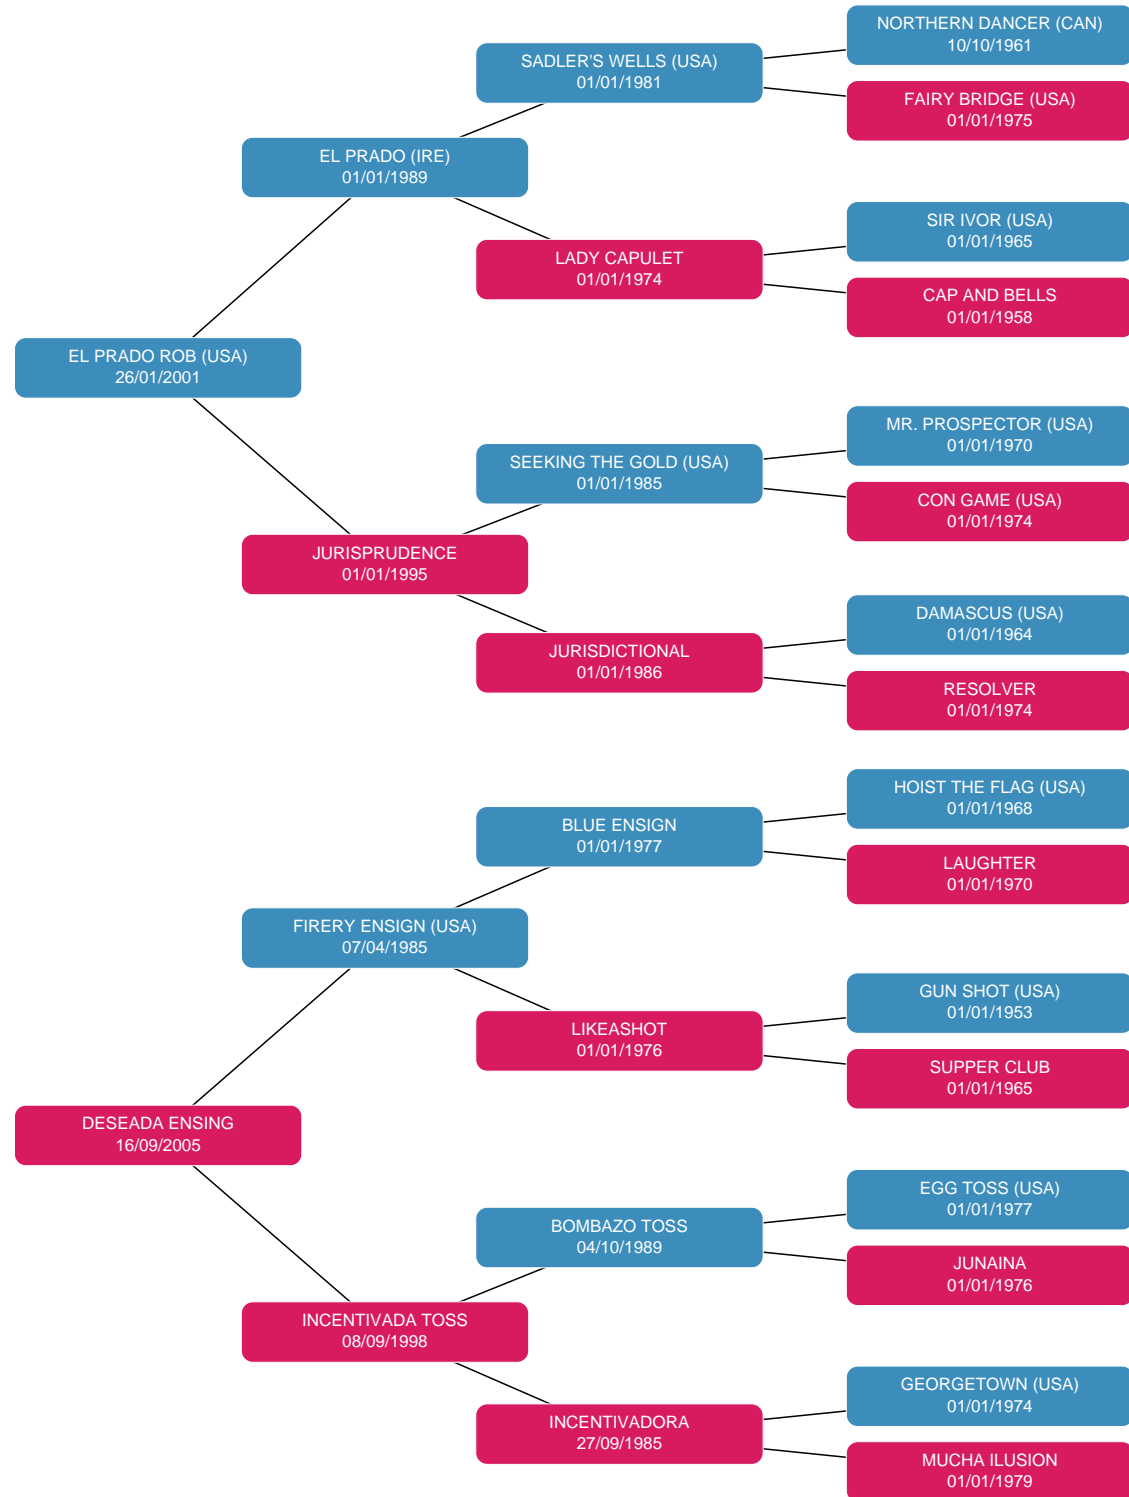 NORTHERN DANCER (CAN)
10/10/1961
SADLER'S WELLS (USA)
01/01/1981
FAIRY BRIDGE (USA)
01/01/1975
EL PRADO (IRE)
01/01/1989
SIR IVOR (USA)
01/01/1965
LADY CAPULET
01/01/1974
CAP AND BELLS
01/01/1958
EL PRADO ROB (USA)
26/01/2001
MR. PROSPECTOR (USA)
01/01/1970
SEEKING THE GOLD (USA)
01/01/1985
CON GAME (USA)
01/01/1974
JURISPRUDENCE
01/01/1995
DAMASCUS (USA)
01/01/1964
JURISDICTIONAL
01/01/1986
RESOLVER
01/01/1974
HOIST THE FLAG (USA)
01/01/1968
BLUE ENSIGN
01/01/1977
LAUGHTER
01/01/1970
FIRERY ENSIGN (USA)
07/04/1985
GUN SHOT (USA)
01/01/1953
LIKEASHOT
01/01/1976
SUPPER CLUB
01/01/1965
DESEADA ENSING
16/09/2005
EGG TOSS (USA)
01/01/1977
BOMBAZO TOSS
04/10/1989
JUNAINA
01/01/1976
INCENTIVADA TOSS
08/09/1998
GEORGETOWN (USA)
01/01/1974
INCENTIVADORA
27/09/1985
MUCHA ILUSION
01/01/1979